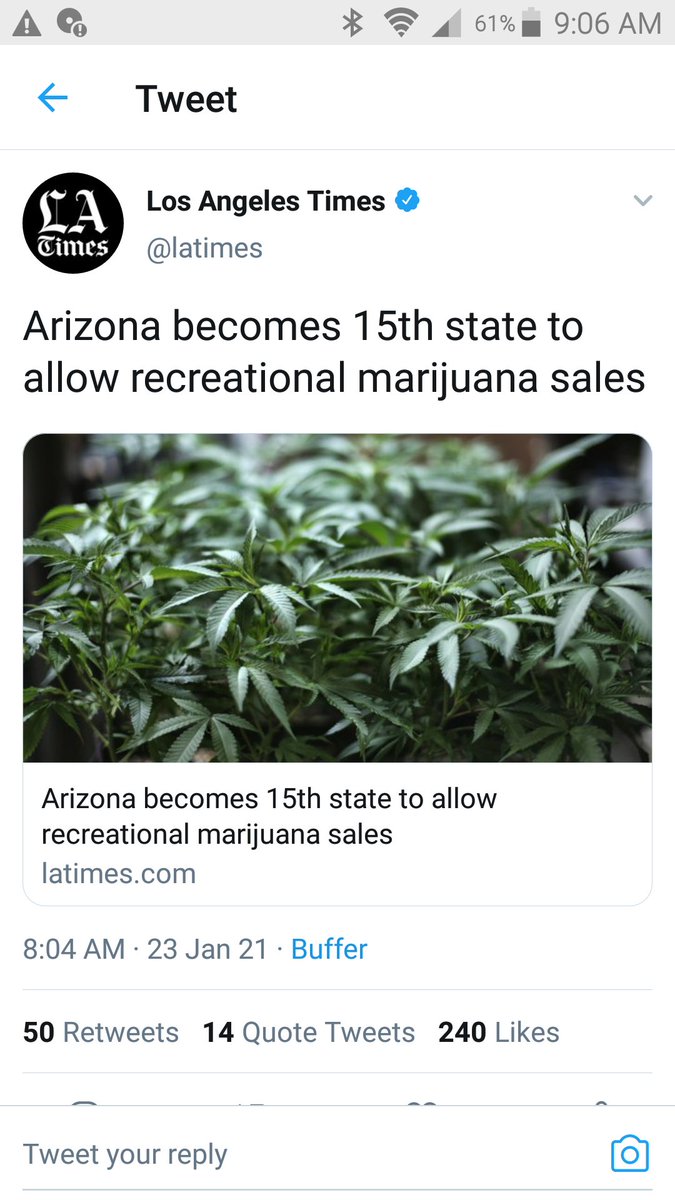 61% 9:06 AM
Tweet
LA
Times
Los Angeles Times
@latimes
Arizona becomes 15th state to
allow recreational marijuana sales
Arizona becomes 15th state to allow
recreational marijuana sales
latimes.com
8:04 AM · 23 Jan 21 · Buffer
50 Retweets 14 Quote Tweets 240 Likes
Tweet your reply